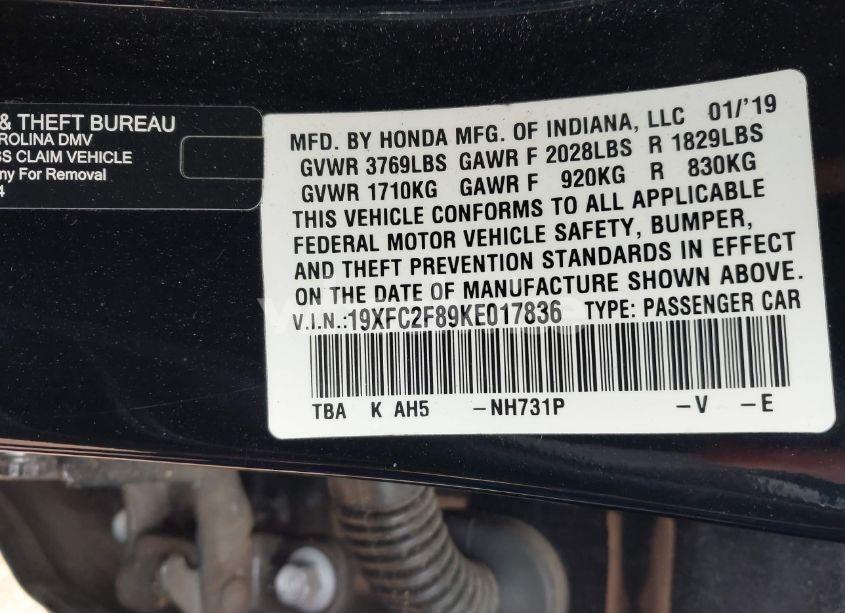 & THEFT BUREAU
ROLINA DMV
SS CLAIM VEHICLE
ny For Removal
4
MFD. BY HONDA MFG. OF INDIANA, LLC 01/'19
GVWR 3769LBS GAWR F 2028LBS R 1829LBS
GVWR 1710KG GAWR F 920KG R 830KG
THIS VEHICLE CONFORMS TO ALL APPLICABLE
FEDERAL MOTOR VEHICLE SAFETY, BUMPER,
AND THEFT PREVENTION STANDARDS IN EFFECT
ON THE DATE OF MANUFACTURE SHOWN ABOVE.
V.I.N.:19XFC2F89KE017836 TYPE: PASSENGER CAR
TBA K AH5 -NH731P -V -E